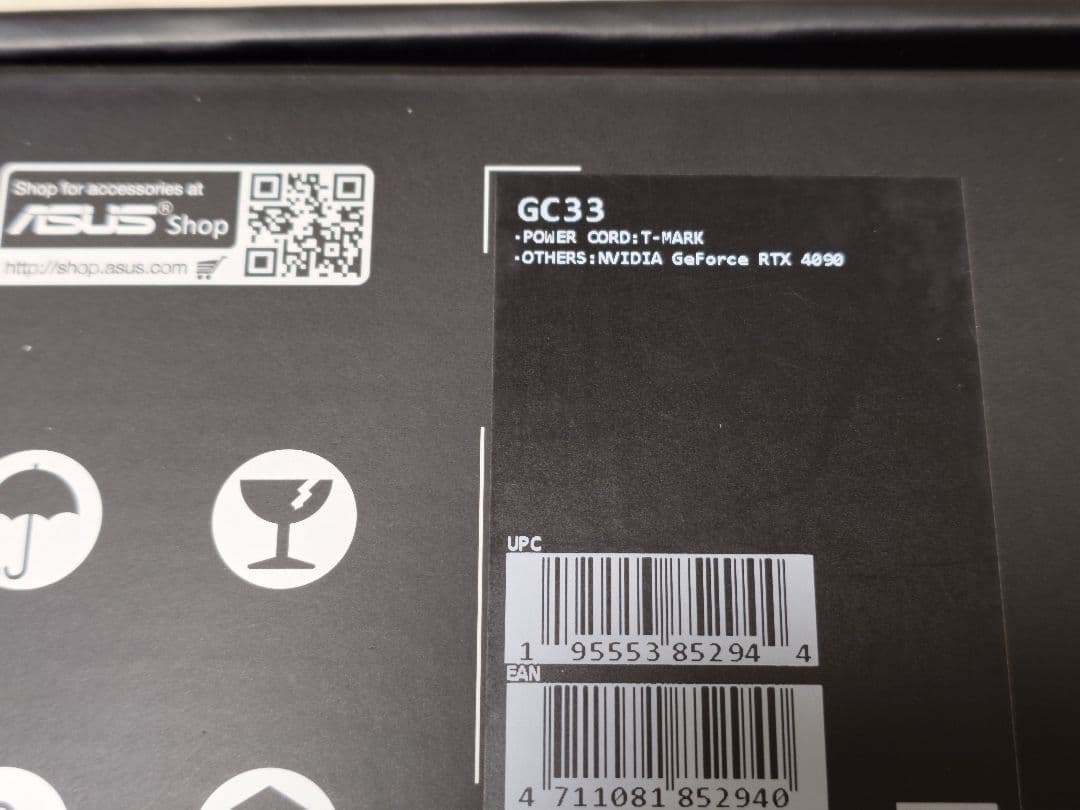 Shop for accessories at
ASUS® Shop
http://shop.asus.com
GC33
·POWER CORD:T-MARK
·OTHERS:NVIDIA GeForce RTX 4090
UPC
1 95553 85294 4
EAN
4 711081 852940